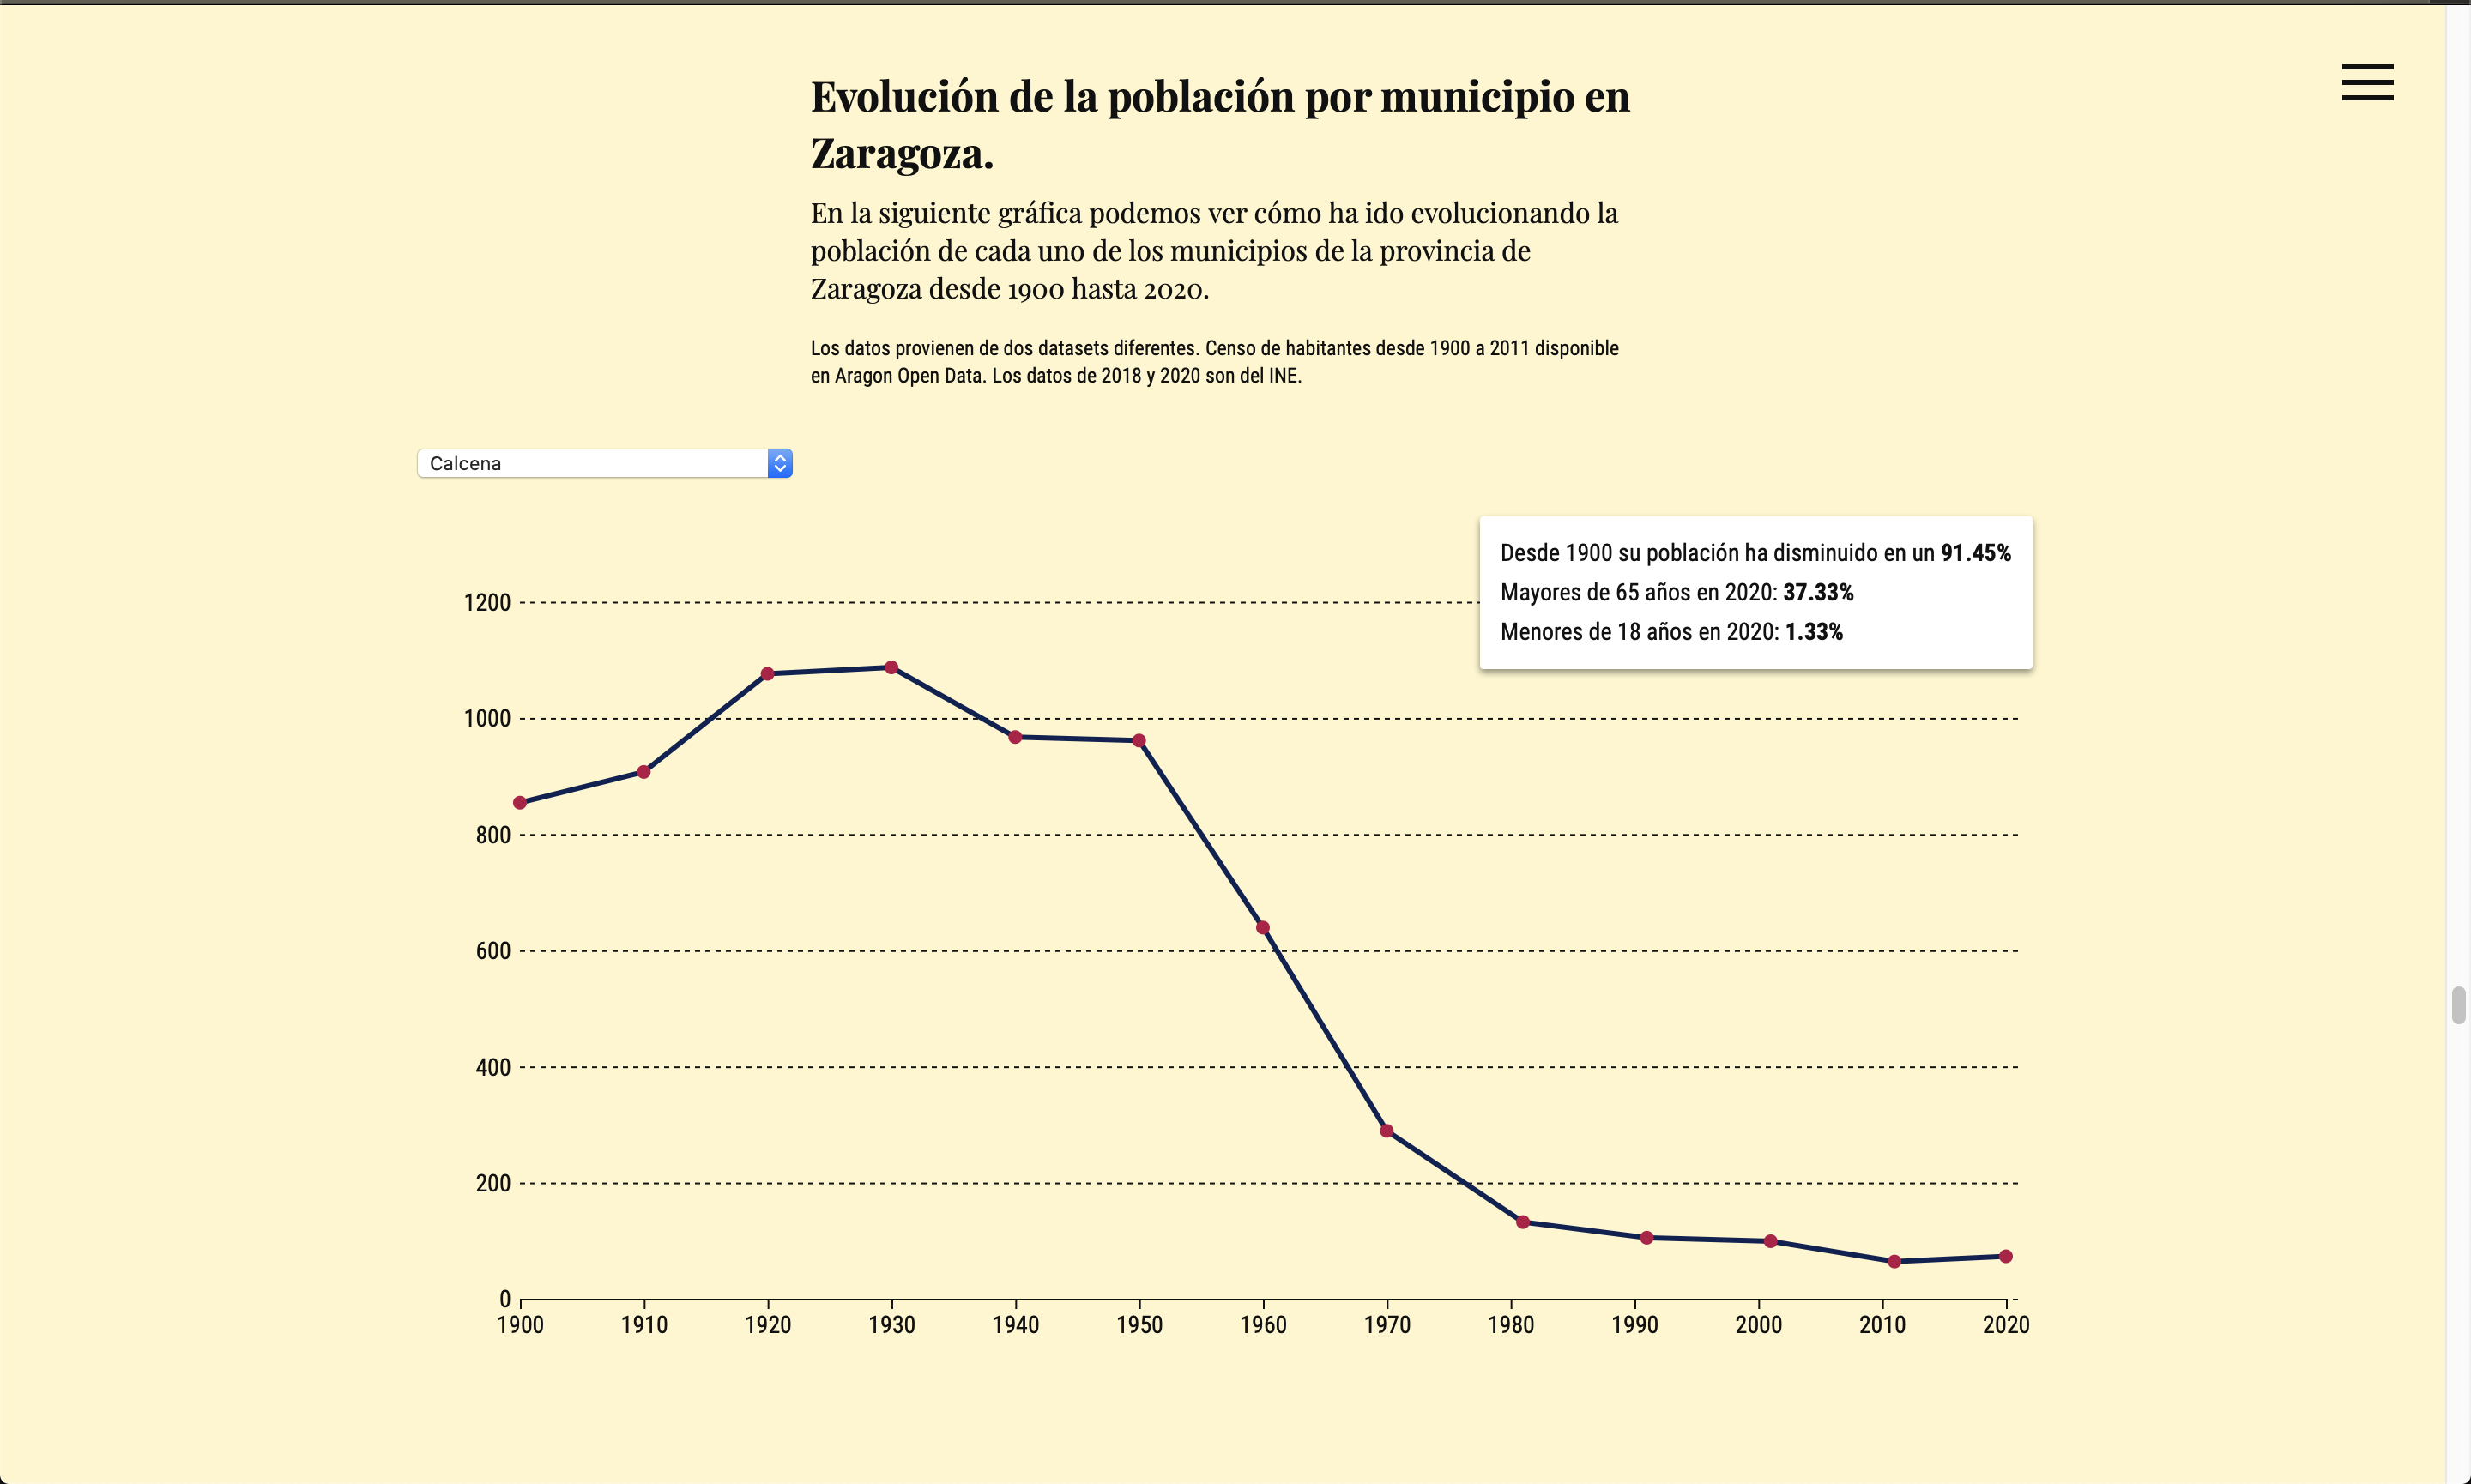 Evolución de la población por municipio en
Zaragoza.
En la siguiente gráfica podemos ver cómo ha ido evolucionando la
población de cada uno de los municipios de la provincia de
Zaragoza desde 1900 hasta 2020.
Los datos provienen de dos datasets diferentes. Censo de habitantes desde 1900 a 2011 disponible
en Aragon Open Data. Los datos de 2018 y 2020 son del INE.
Calcena
Desde 1900 su población ha disminuido en un 91.45%
Mayores de 65 años en 2020: 37.33%
Menores de 18 años en 2020: 1.33%
1200
1000
800
600
400
200
0
1900 1910 1920 1930 1940 1950 1960 1970 1980 1990 2000 2010 2020